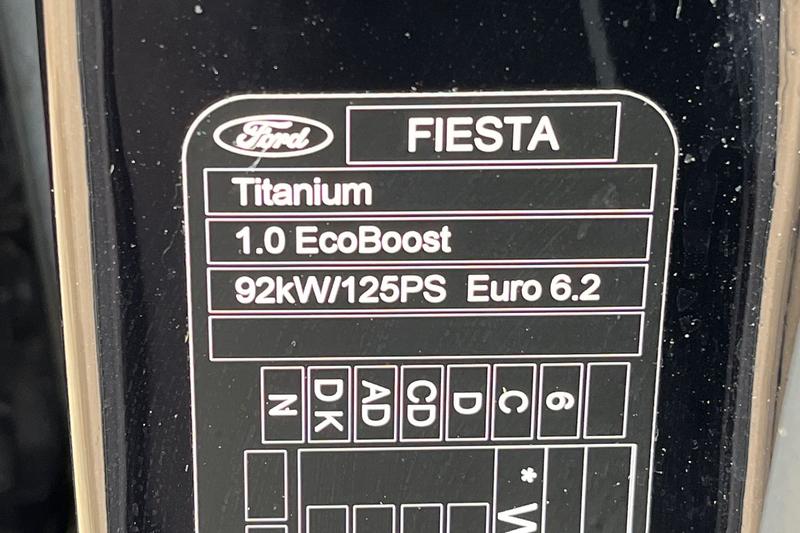 Ford FIESTA
Titanium
1.0 EcoBoost
92kW/125PS Euro 6.2
N DK AD CD D C 6
*